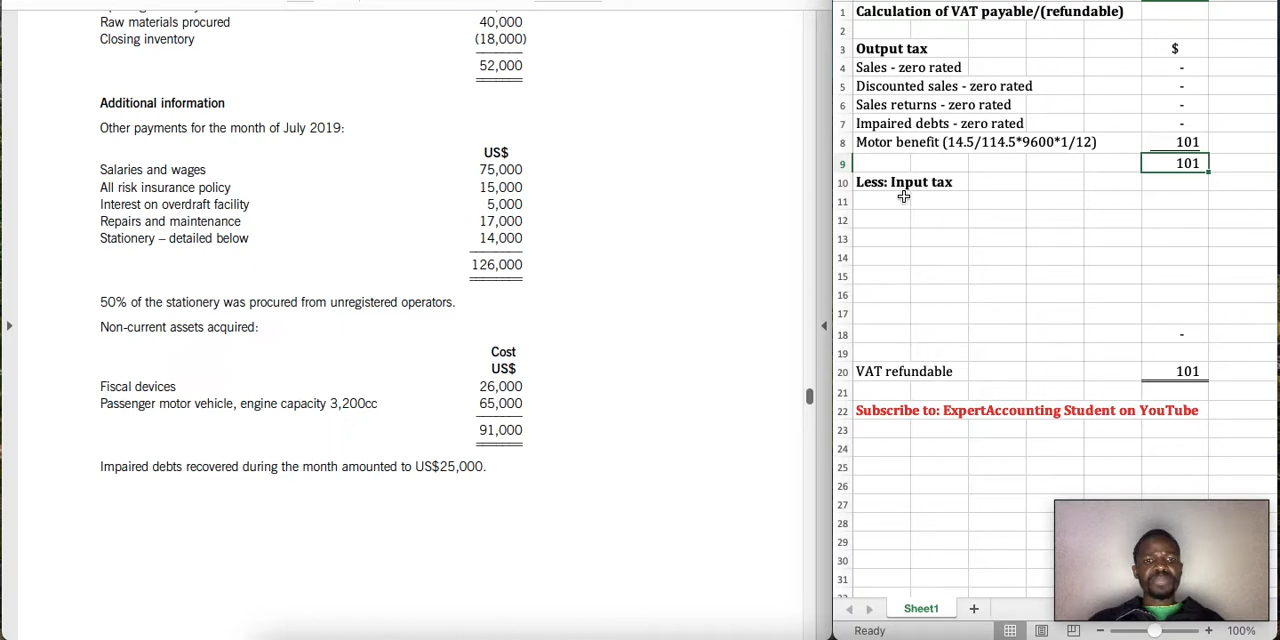 Raw materials procured 40,000
Closing inventory (18,000)
52,000
Additional information
Other payments for the month of July 2019:
US$
Salaries and wages 75,000
All risk insurance policy 15,000
Interest on overdraft facility 5,000
Repairs and maintenance 17,000
Stationery – detailed below 14,000
126,000
50% of the stationery was procured from unregistered operators.
Non-current assets acquired:
Cost
US$
Fiscal devices 26,000
Passenger motor vehicle, engine capacity 3,200cc 65,000
91,000
Impaired debts recovered during the month amounted to US$25,000.
1 Calculation of VAT payable/(refundable)
2
3 Output tax $
4 Sales - zero rated -
5 Discounted sales - zero rated -
6 Sales returns - zero rated -
7 Impaired debts - zero rated -
8 Motor benefit (14.5/114.5*9600*1/12) 101
9 101
10 Less: Input tax
11
12
13
14
15
16
17
18 -
19
20 VAT refundable 101
21
22 Subscribe to: ExpertAccounting Student on YouTube
23
24
25
26
27
28
29
30
31
Sheet1 +
Ready - + 100%